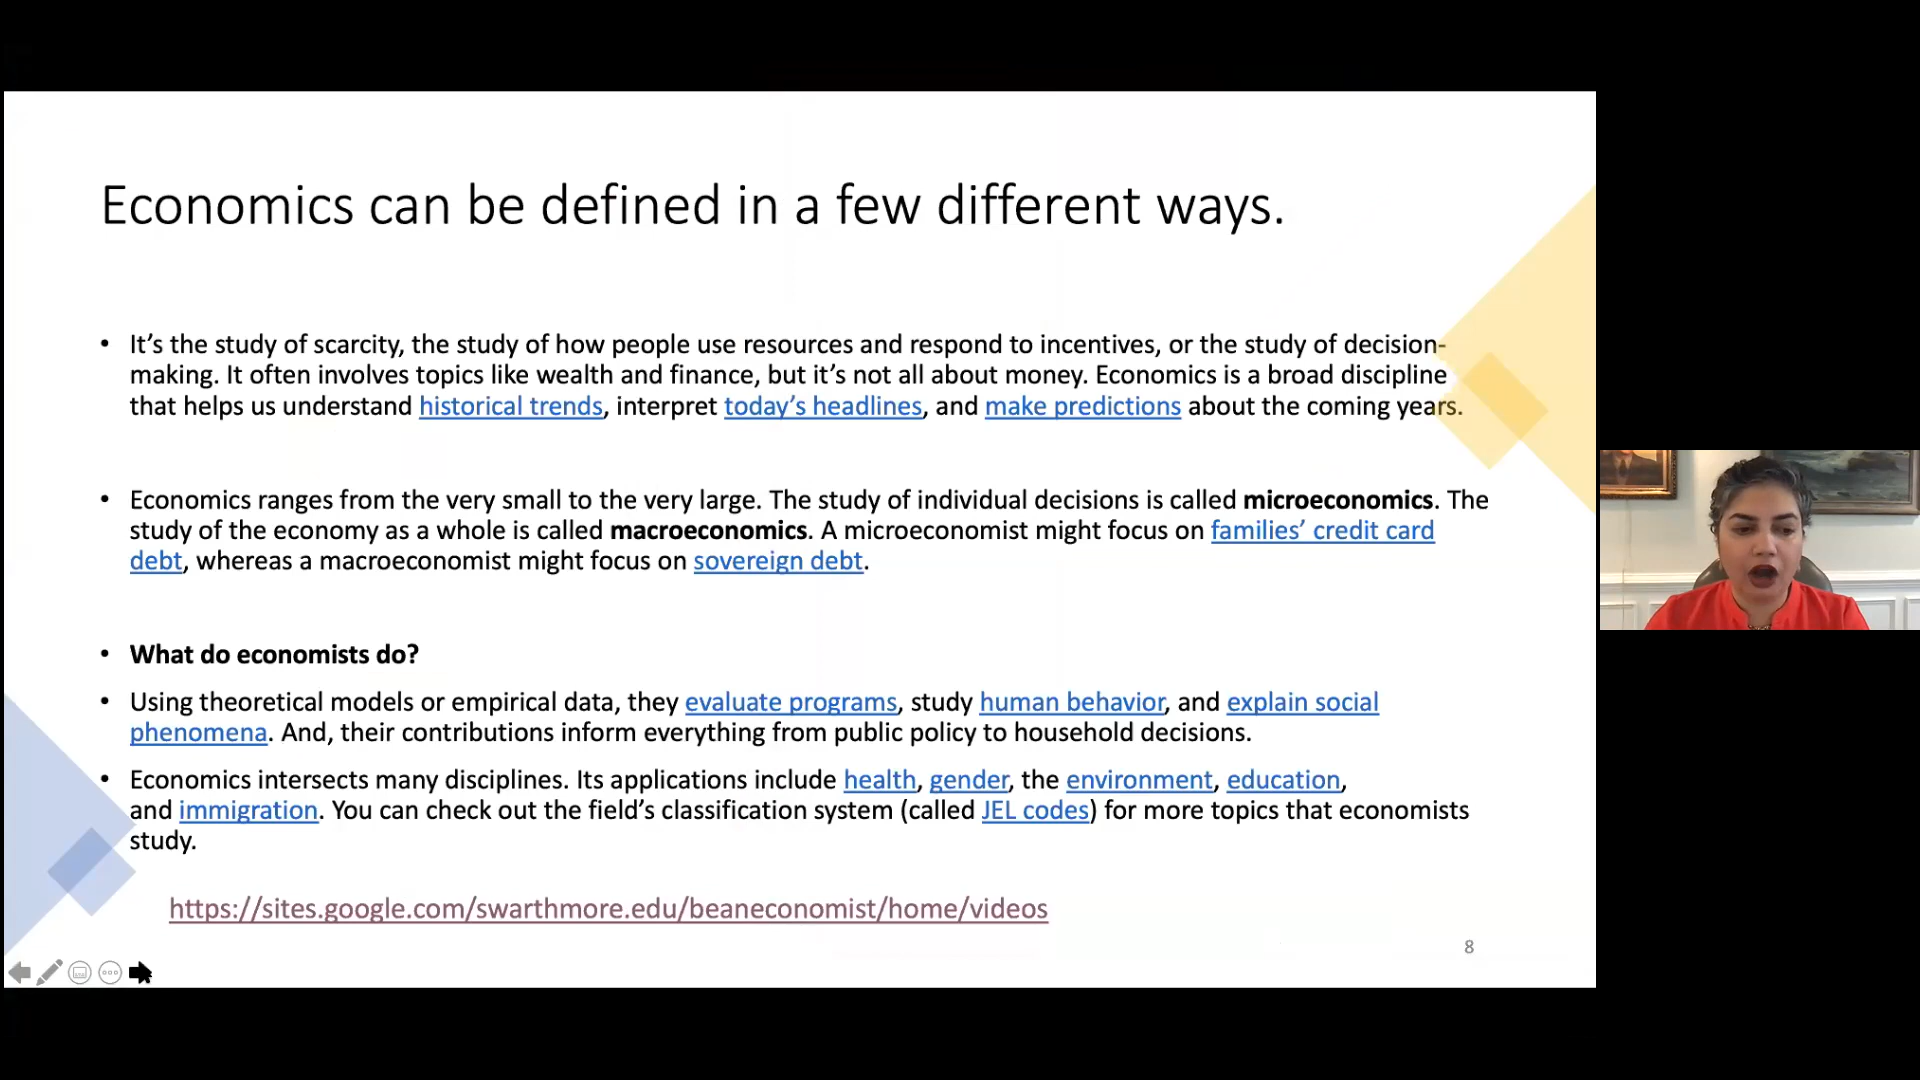 Economics can be defined in a few different ways.
• It’s the study of scarcity, the study of how people use resources and respond to incentives, or the study of decision-
making. It often involves topics like wealth and finance, but it’s not all about money. Economics is a broad discipline
that helps us understand historical trends, interpret today’s headlines, and make predictions about the coming years.
• Economics ranges from the very small to the very large. The study of individual decisions is called microeconomics. The
study of the economy as a whole is called macroeconomics. A microeconomist might focus on families’ credit card
debt, whereas a macroeconomist might focus on sovereign debt.
• What do economists do?
• Using theoretical models or empirical data, they evaluate programs, study human behavior, and explain social
phenomena. And, their contributions inform everything from public policy to household decisions.
• Economics intersects many disciplines. Its applications include health, gender, the environment, education,
and immigration. You can check out the field’s classification system (called JEL codes) for more topics that economists
study.
https://sites.google.com/swarthmore.edu/beaneconomist/home/videos
8